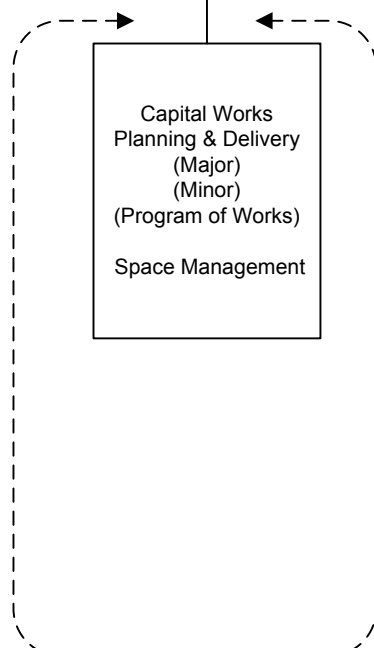 Capital Works
Planning & Delivery
(Major)
(Minor)
(Program of Works)
Space Management